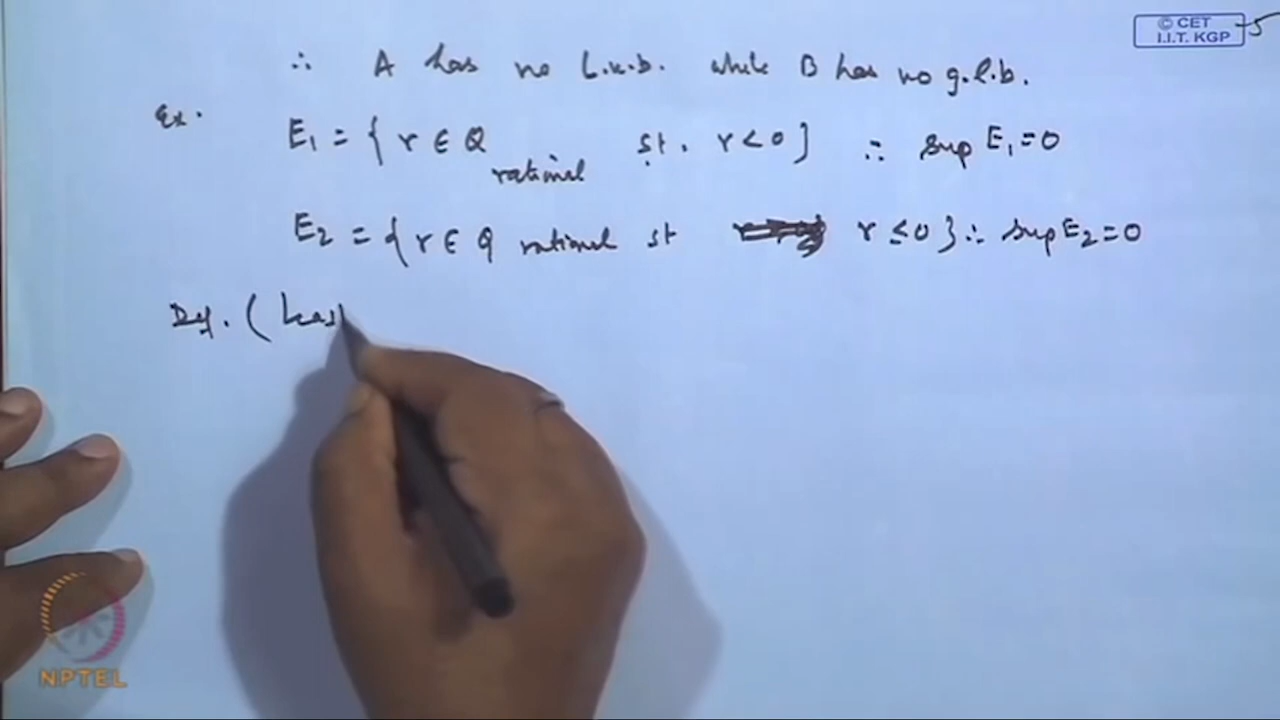 © CET
I.I.T. KGP
-5
∴ A has no l.u.b. while B has no g.l.b.
Ex.
E₁ = { r ∈ Q rational st. r < 0 } ∴ sup E₁ = 0
E₂ = { r ∈ Q rational st r ≤ 0 } ∴ sup E₂ = 0
Def. ( Leas
NPTEL